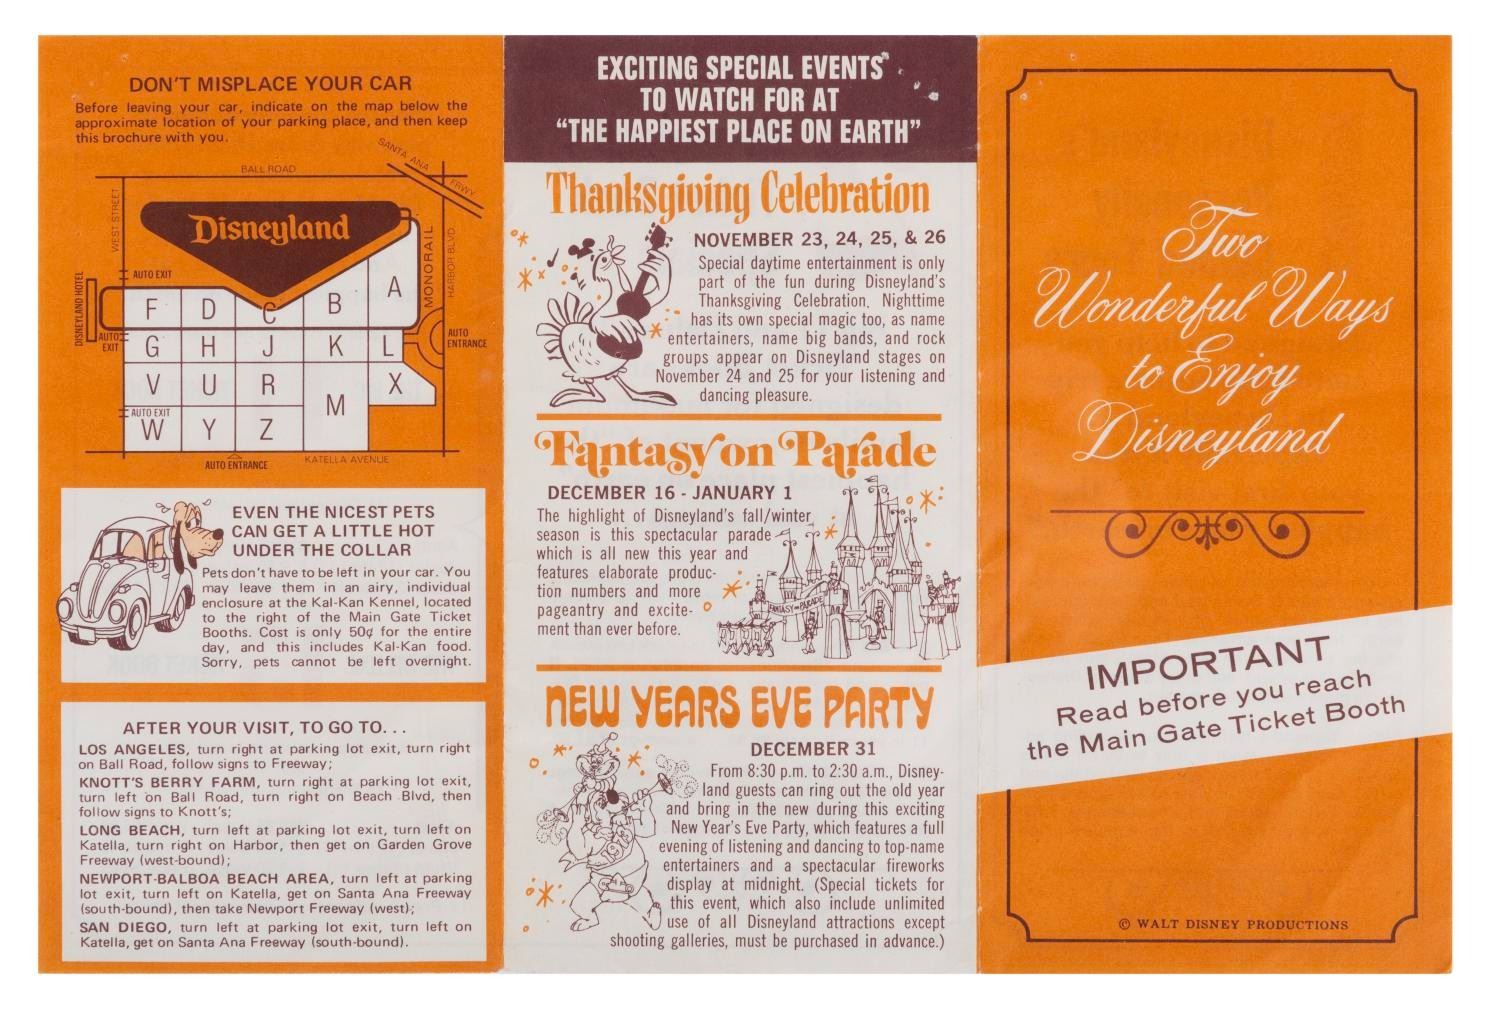 DON'T MISPLACE YOUR CAR
Before leaving your car, indicate on the map below the
approximate location of your parking place, and then keep
this brochure with you.
SANTA ANA FRWY
BALL ROAD
WEST STREET
Disneyland
MONORAIL
HARBOR BLVD.
DISNEYLAND HOTEL
AUTO EXIT
F D C B A
AUTO EXIT
G H J K L
AUTO ENTRANCE
V U R M X
AUTO EXIT
W Y Z
AUTO ENTRANCE
KATELLA AVENUE
EVEN THE NICEST PETS
CAN GET A LITTLE HOT
UNDER THE COLLAR
Pets don't have to be left in your car. You
may leave them in an airy, individual
enclosure at the Kal-Kan Kennel, located
to the right of the Main Gate Ticket
Booths. Cost is only 50¢ for the entire
day, and this includes Kal-Kan food.
Sorry, pets cannot be left overnight.
AFTER YOUR VISIT, TO GO TO...
LOS ANGELES, turn right at parking lot exit, turn right
on Ball Road, follow signs to Freeway;
KNOTT'S BERRY FARM, turn right at parking lot exit,
turn left on Ball Road, turn right on Beach Blvd, then
follow signs to Knott's;
LONG BEACH, turn left at parking lot exit, turn left on
Katella, turn right on Harbor, then get on Garden Grove
Freeway (west-bound);
NEWPORT-BALBOA BEACH AREA, turn left at parking
lot exit, turn left on Katella, get on Santa Ana Freeway
(south-bound), then take Newport Freeway (west);
SAN DIEGO, turn left at parking lot exit, turn left on
Katella, get on Santa Ana Freeway (south-bound).
EXCITING SPECIAL EVENTS
TO WATCH FOR AT
"THE HAPPIEST PLACE ON EARTH"
Thanksgiving Celebration
NOVEMBER 23, 24, 25, & 26
Special daytime entertainment is only
part of the fun during Disneyland's
Thanksgiving Celebration. Nighttime
has its own special magic too, as name
entertainers, name big bands, and rock
groups appear on Disneyland stages on
November 24 and 25 for your listening and
dancing pleasure.
Fantasy on Parade
DECEMBER 16 - JANUARY 1
The highlight of Disneyland's fall/winter
season is this spectacular parade
which is all new this year and
features elaborate produc-
tion numbers and more
pageantry and excite-
ment than ever before.
FANTASY on PARADE
NEW YEARS EVE PARTY
DECEMBER 31
From 8:30 p.m. to 2:30 a.m., Disney-
land guests can ring out the old year
and bring in the new during this exciting
New Year's Eve Party, which features a full
evening of listening and dancing to top-name
entertainers and a spectacular fireworks
display at midnight. (Special tickets for
this event, which also include unlimited
use of all Disneyland attractions except
shooting galleries, must be purchased in advance.)
1973
Two
Wonderful Ways
to Enjoy
Disneyland
IMPORTANT
Read before you reach
the Main Gate Ticket Booth
© WALT DISNEY PRODUCTIONS